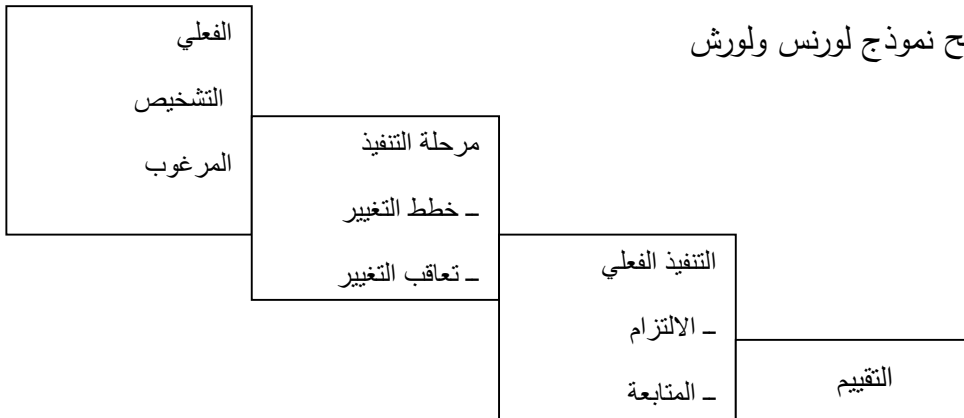 نموذج لورنس ولورش
الفعلي
التشخيص
المرغوب
مرحلة التنفيذ
ـ خطط التغيير
ـ تعاقب التغيير
التنفيذ الفعلي
ـ الالتزام
ـ المتابعة
التقييم